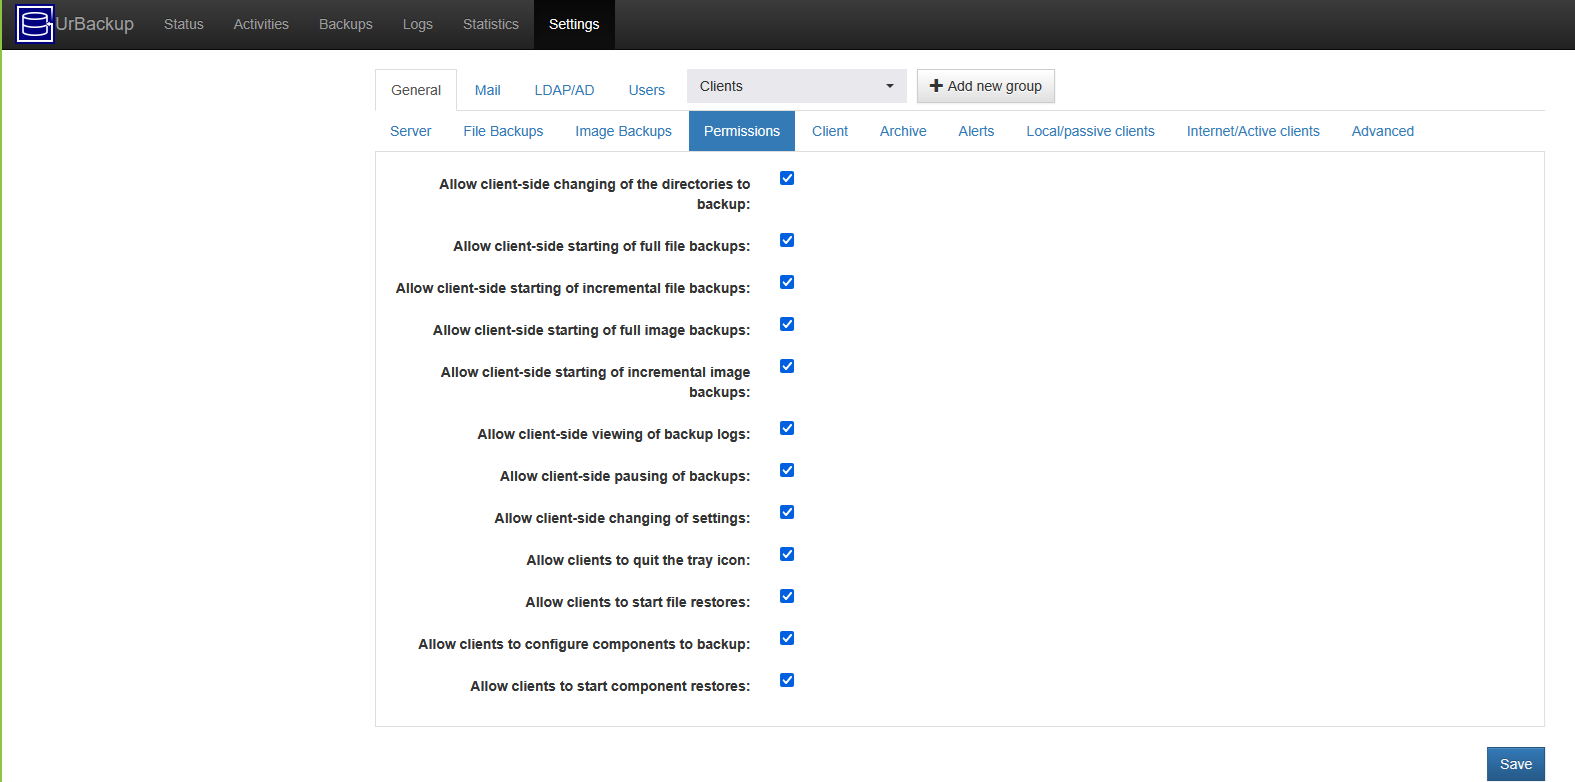 UrBackup Status Activities Backups Logs Statistics Settings
General Mail LDAP/AD Users Clients Add new group
Server File Backups Image Backups Permissions Client Archive Alerts Local/passive clients Internet/Active clients Advanced
Allow client-side changing of the directories to
backup:
Allow client-side starting of full file backups:
Allow client-side starting of incremental file backups:
Allow client-side starting of full image backups:
Allow client-side starting of incremental image
backups:
Allow client-side viewing of backup logs:
Allow client-side pausing of backups:
Allow client-side changing of settings:
Allow clients to quit the tray icon:
Allow clients to start file restores:
Allow clients to configure components to backup:
Allow clients to start component restores:
Save